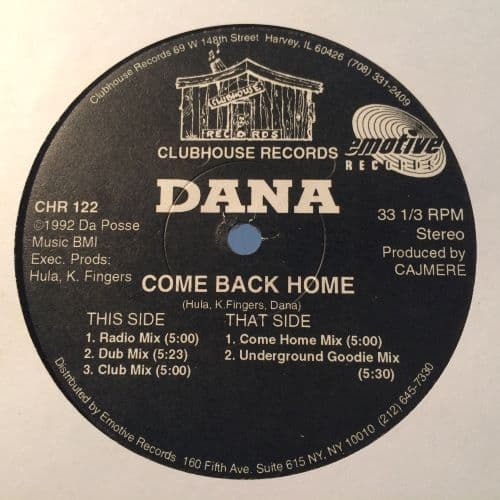 Clubhouse Records 69 W 148th Street Harvey, IL 60426 (708) 331-2409
CLUBHOUSE
RECORDS
CLUBHOUSE RECORDS
emotive
RECORDS
DANA
CHR 122
©1992 Da Posse
Music BMI
Exec. Prods:
Hula, K. Fingers
33 1/3 RPM
Stereo
Produced by
CAJMERE
COME BACK HOME
(Hula, K.Fingers, Dana)
THIS SIDE
1. Radio Mix (5:00)
2. Dub Mix (5:23)
3. Club Mix (5:00)
THAT SIDE
1. Come Home Mix (5:00)
2. Underground Goodie Mix
(5:30)
Distributed by Emotive Records 160 Fifth Ave. Suite 615 NY, NY 10010 (212) 645-7330